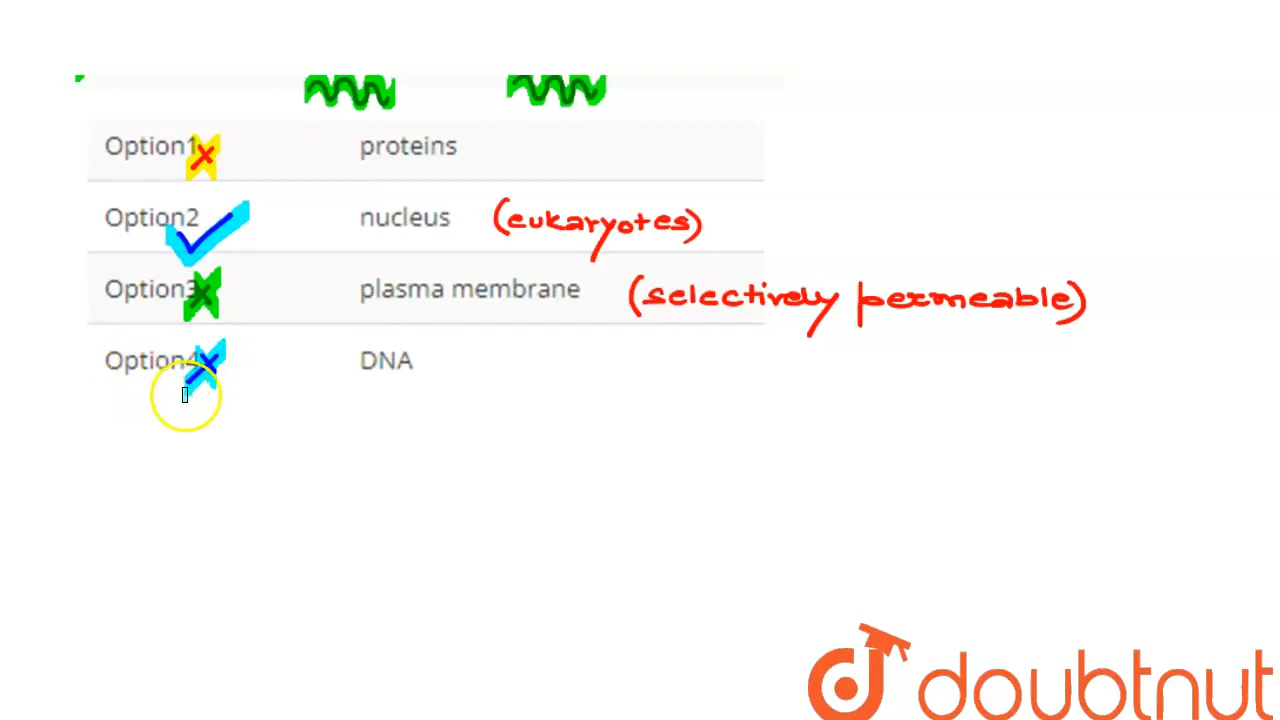 Option1 proteins
Option2 nucleus (eukaryotes)
Option3 plasma membrane (selectively permeable)
Option4 DNA
doubtnut